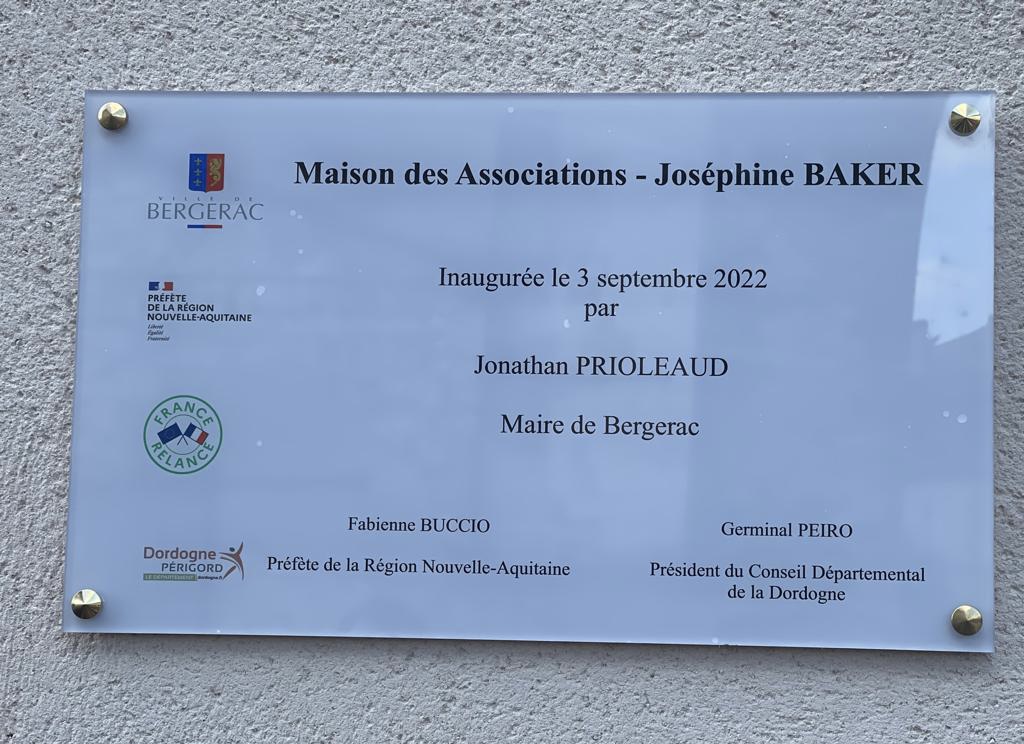 Maison des Associations - Joséphine BAKER
VILLE DE
BERGERAC
Inaugurée le 3 septembre 2022
par
PRÉFÈTE
DE LA RÉGION
NOUVELLE-AQUITAINE
Liberté
Égalité
Fraternité
Jonathan PRIOLEAUD
Maire de Bergerac
FRANCE
RELANCE
Fabienne BUCCIO
Préfète de la Région Nouvelle-Aquitaine
Germinal PEIRO
Président du Conseil Départemental
de la Dordogne
Dordogne
PÉRIGORD
LE DÉPARTEMENT dordogne.fr